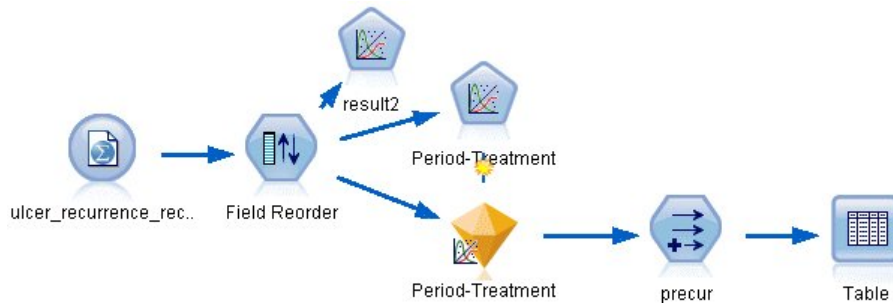 result2
Period-Treatment
ulcer_recurrence_rec..
Field Reorder
Period-Treatment
precur
Table